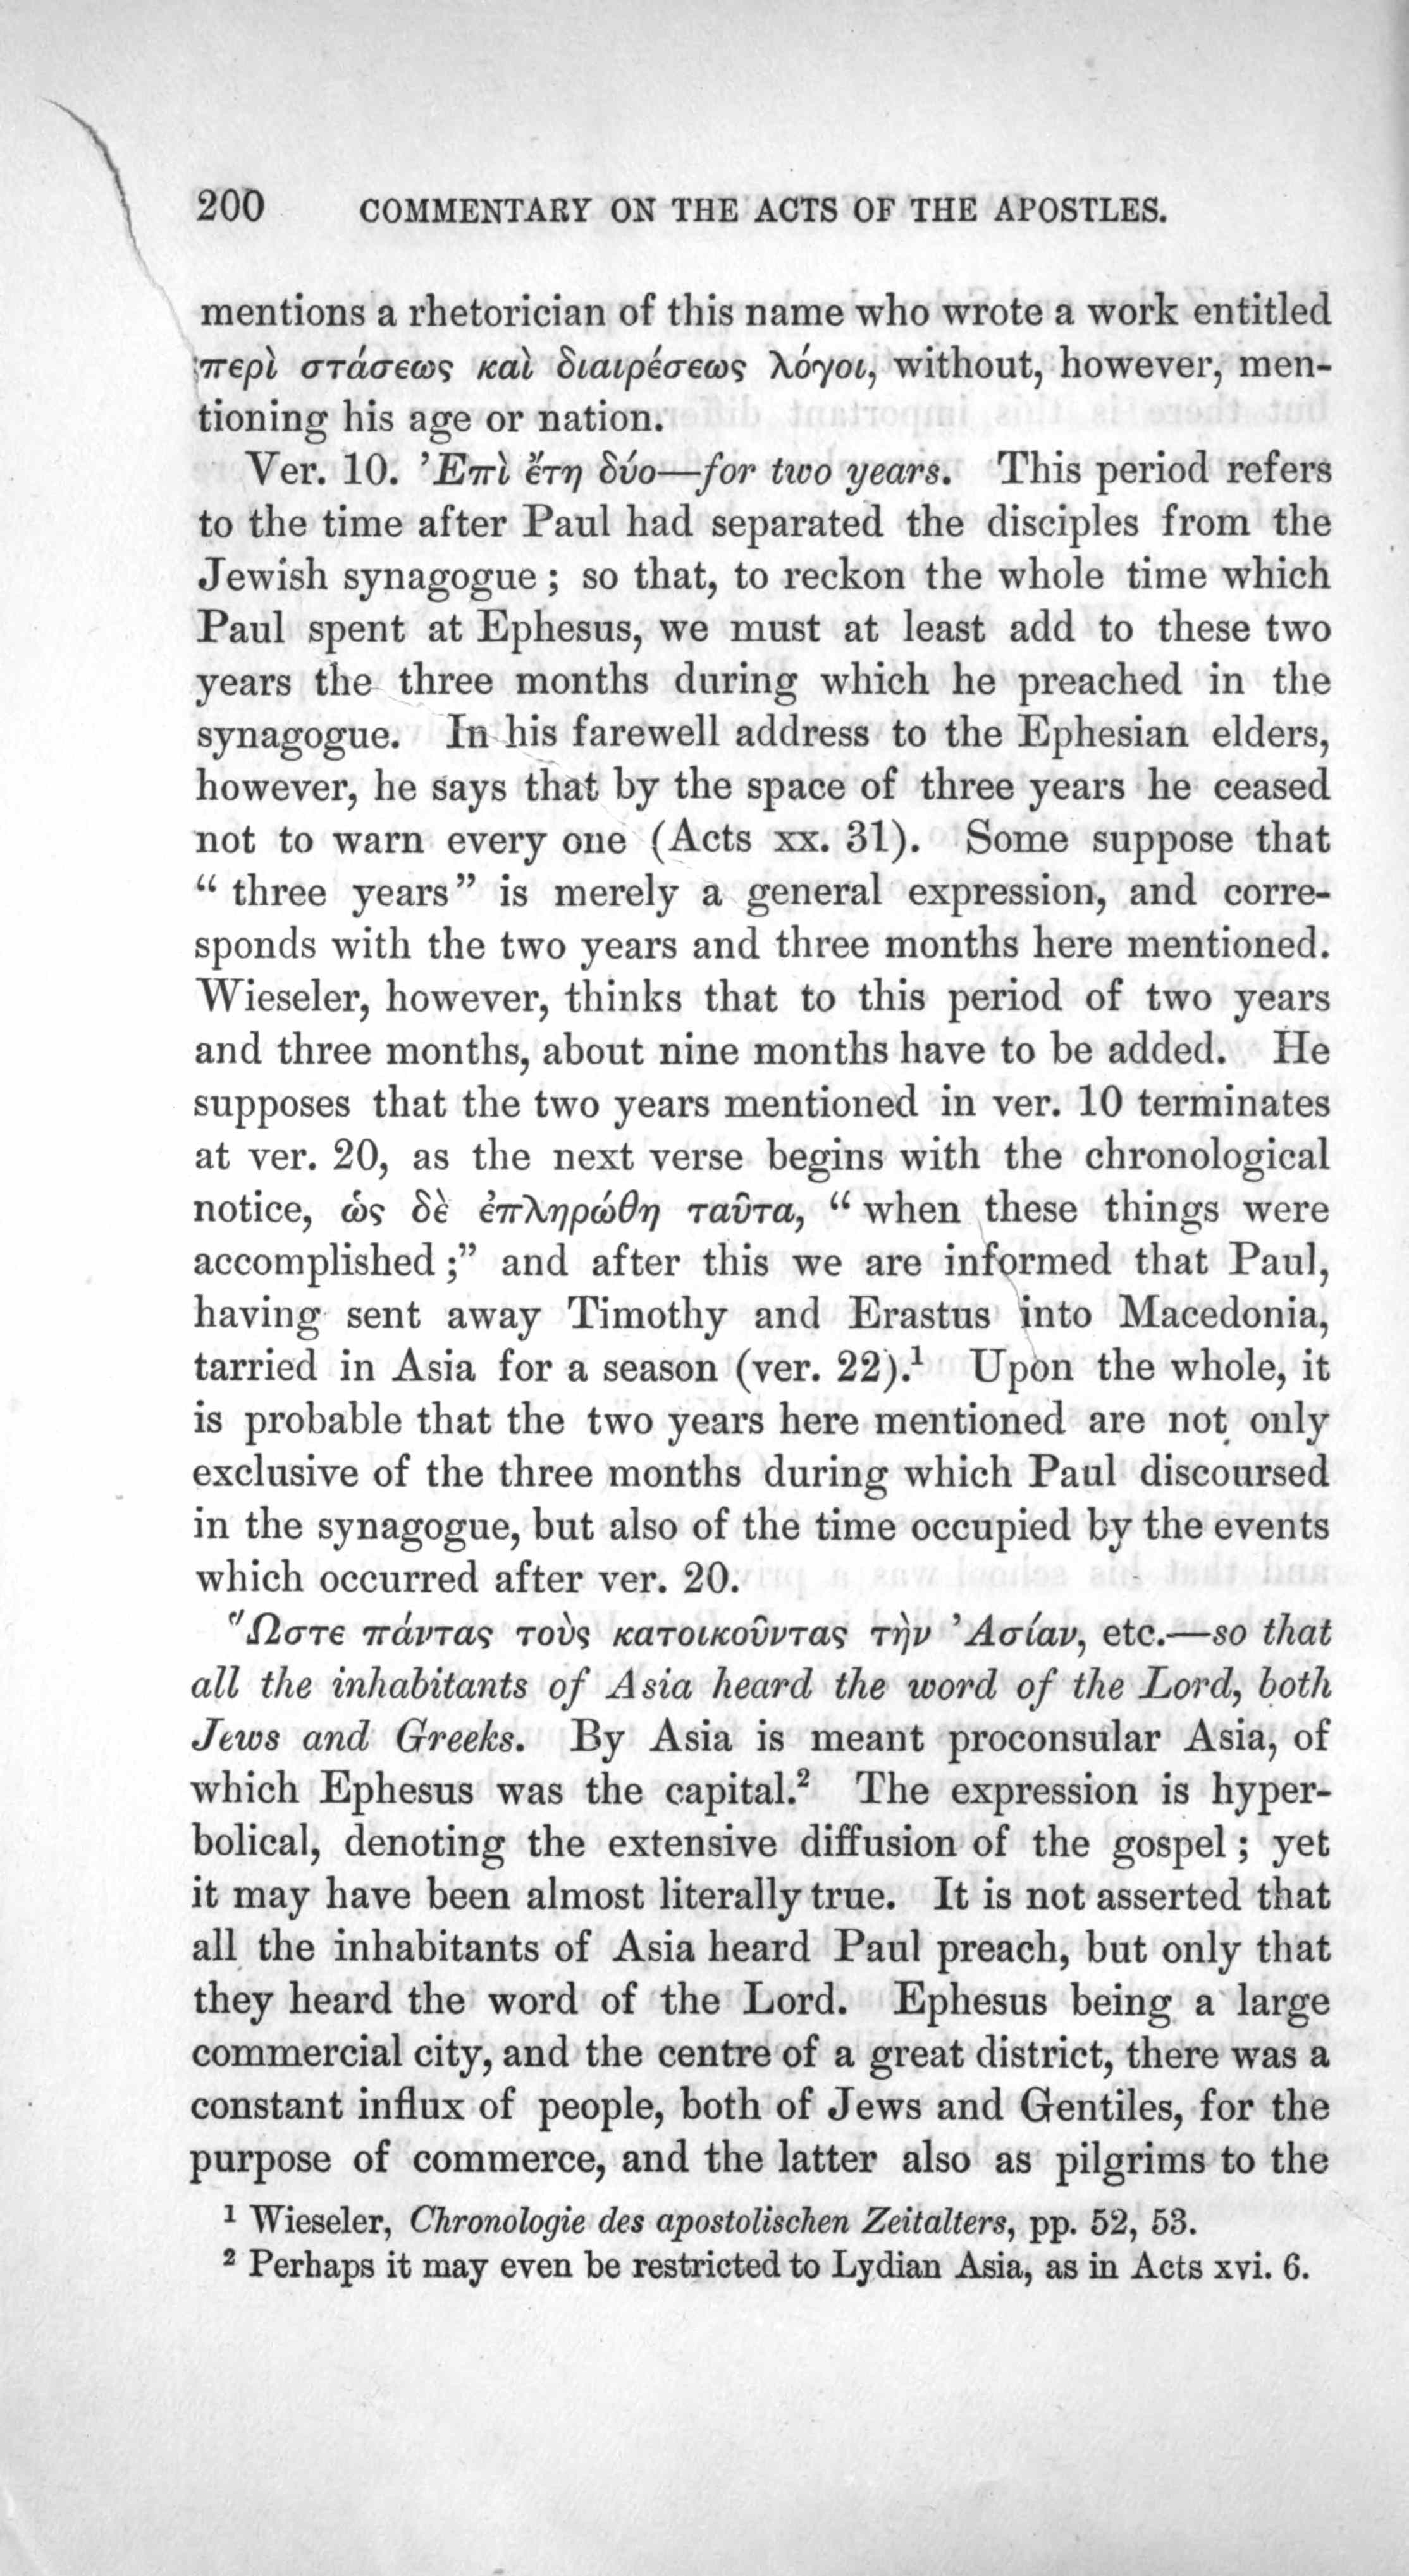 200 COMMENTARY ON THE ACTS OF THE APOSTLES.
mentions a rhetorician of this name who wrote a work entitled
περὶ στάσεως καὶ διαιρέσεως λόγοι, without, however, men-
tioning his age or nation.
Ver. 10. Ἐπὶ ἔτη δύο—for two years. This period refers
to the time after Paul had separated the disciples from the
Jewish synagogue; so that, to reckon the whole time which
Paul spent at Ephesus, we must at least add to these two
years the three months during which he preached in the
synagogue. In his farewell address to the Ephesian elders,
however, he says that by the space of three years he ceased
not to warn every one (Acts xx. 31). Some suppose that
“three years” is merely a general expression, and corre-
sponds with the two years and three months here mentioned.
Wieseler, however, thinks that to this period of two years
and three months, about nine months have to be added. He
supposes that the two years mentioned in ver. 10 terminates
at ver. 20, as the next verse begins with the chronological
notice, ὡς δὲ ἐπληρώθη ταῦτα, “when these things were
accomplished;” and after this we are informed that Paul,
having sent away Timothy and Erastus into Macedonia,
tarried in Asia for a season (ver. 22).¹ Upon the whole, it
is probable that the two years here mentioned are not only
exclusive of the three months during which Paul discoursed
in the synagogue, but also of the time occupied by the events
which occurred after ver. 20.
Ὥστε πάντας τοὺς κατοικοῦντας τὴν Ἀσίαν, etc.—so that
all the inhabitants of Asia heard the word of the Lord, both
Jews and Greeks. By Asia is meant proconsular Asia, of
which Ephesus was the capital.² The expression is hyper-
bolical, denoting the extensive diffusion of the gospel; yet
it may have been almost literally true. It is not asserted that
all the inhabitants of Asia heard Paul preach, but only that
they heard the word of the Lord. Ephesus being a large
commercial city, and the centre of a great district, there was a
constant influx of people, both of Jews and Gentiles, for the
purpose of commerce, and the latter also as pilgrims to the
¹ Wieseler, Chronologie des apostolischen Zeitalters, pp. 52, 53.
² Perhaps it may even be restricted to Lydian Asia, as in Acts xvi. 6.